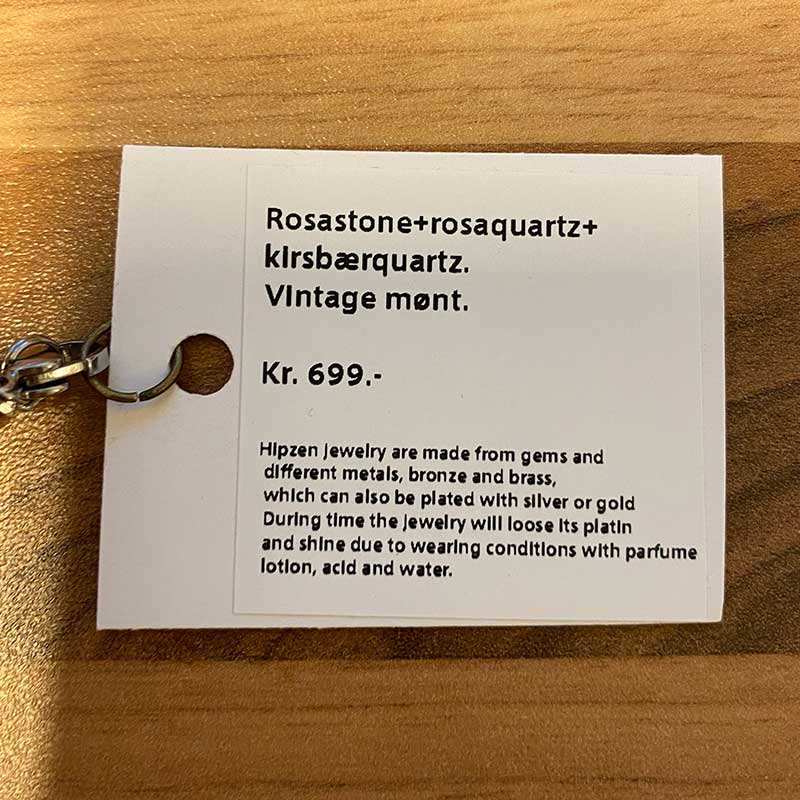 Rosastone+rosaquartz+
kirsbærquartz.
Vintage mønt.
Kr. 699.-
Hipzen jewelry are made from gems and
different metals, bronze and brass,
which can also be plated with silver or gold
During time the jewelry will loose its platin
and shine due to wearing conditions with parfume
lotion, acid and water.